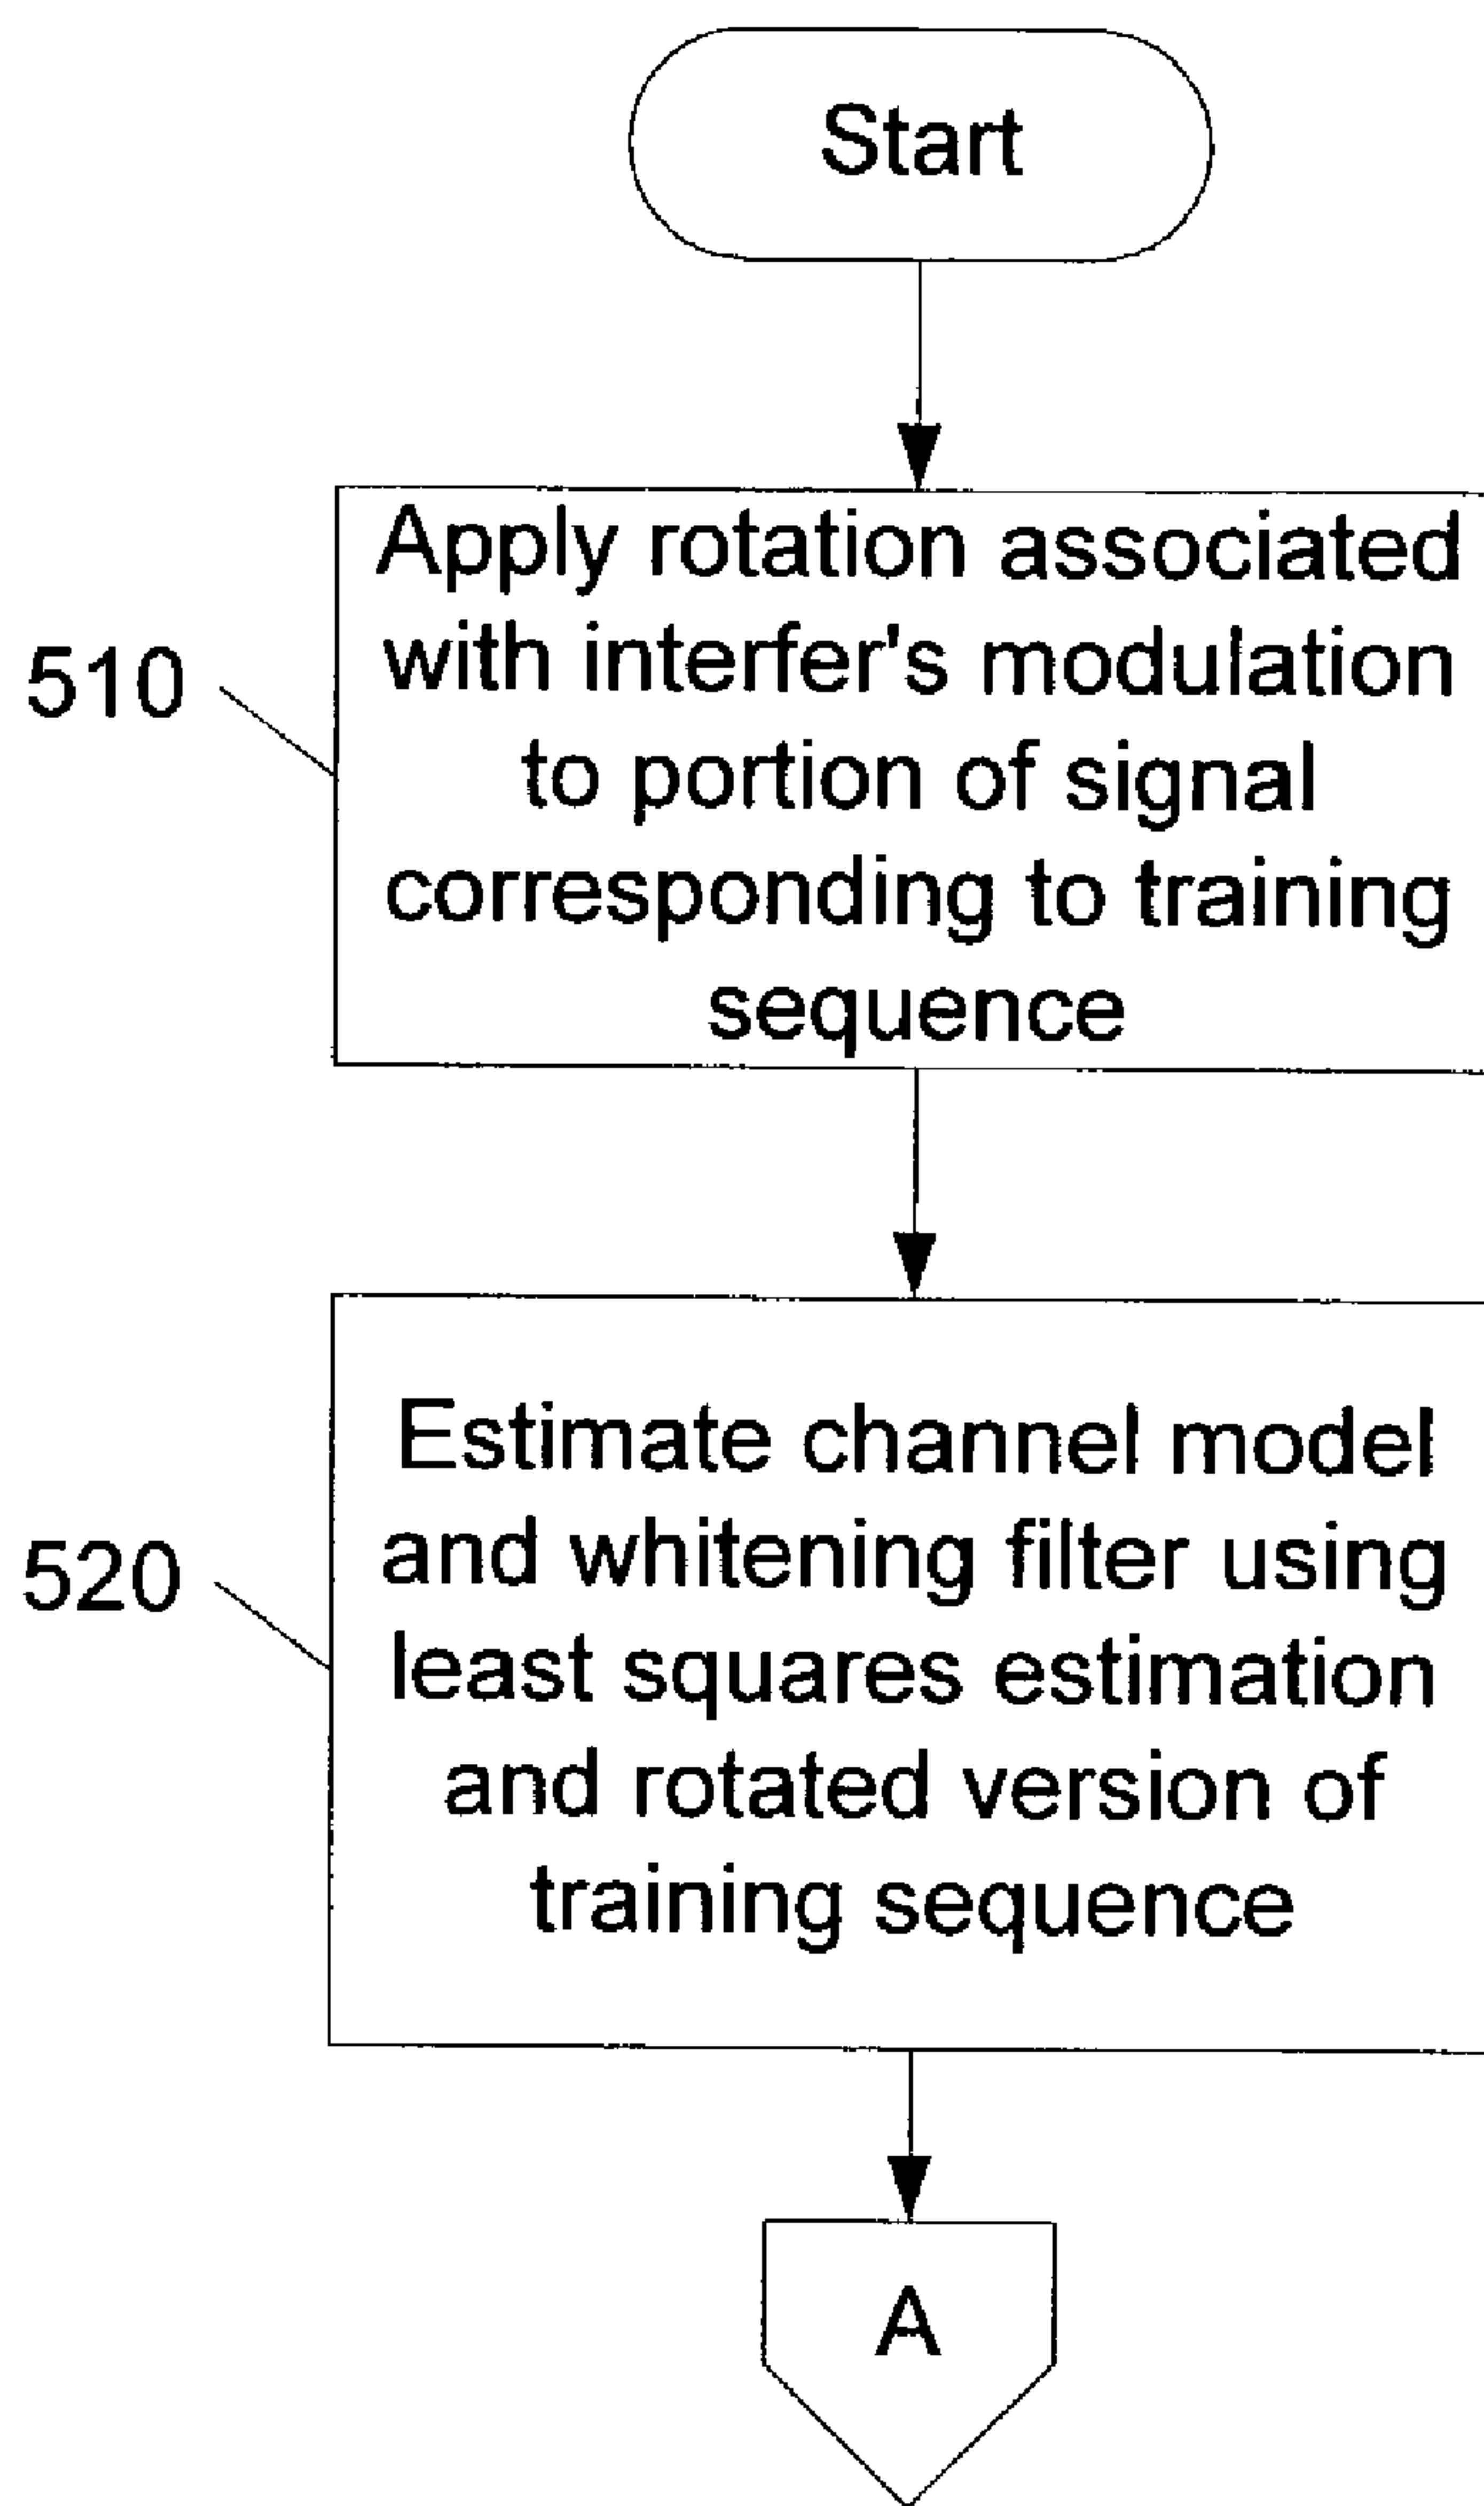 Start
510
Apply rotation associated
with interfer's modulation
to portion of signal
corresponding to training
sequence
520
Estimate channel model
and whitening filter using
least squares estimation
and rotated version of
training sequence
A